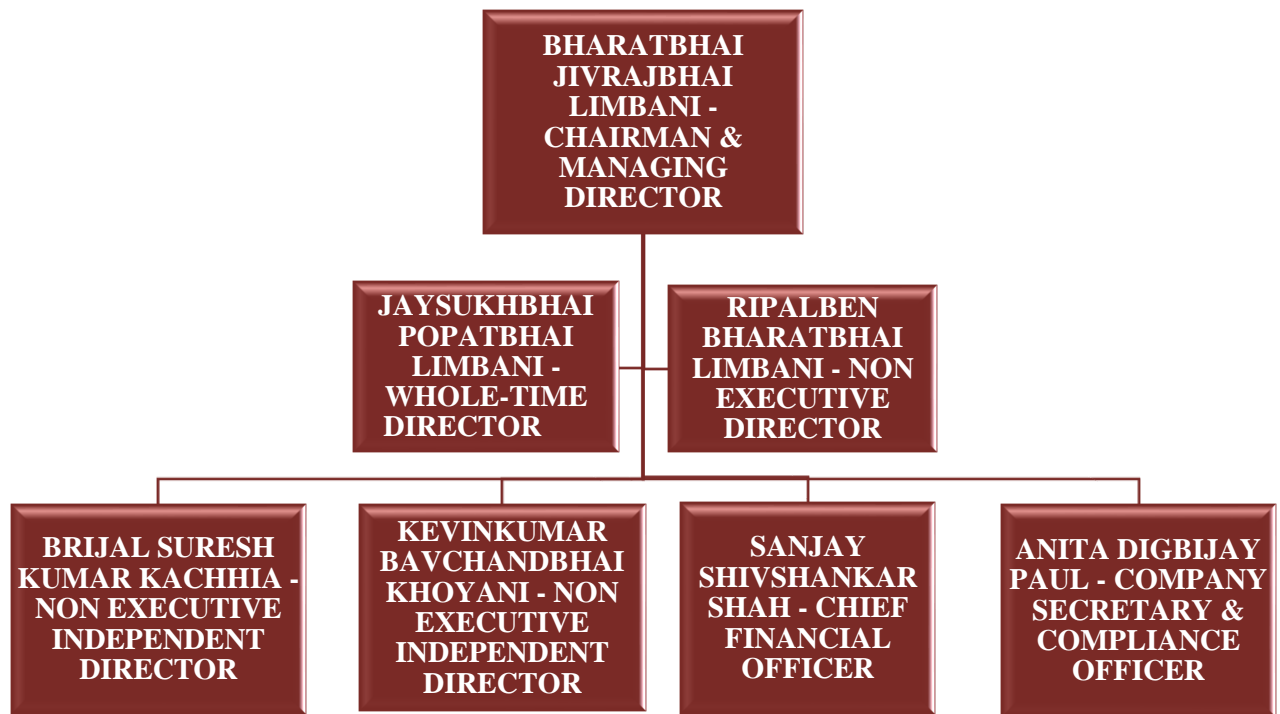 BHARATBHAI
JIVRAJBHAI
LIMBANI -
CHAIRMAN &
MANAGING
DIRECTOR
JAYSUKHBHAI
POPATBHAI
LIMBANI -
WHOLE-TIME
DIRECTOR
RIPALBEN
BHARATBHAI
LIMBANI - NON
EXECUTIVE
DIRECTOR
BRIJAL SURESH
KUMAR KACHHIA -
NON EXECUTIVE
INDEPENDENT
DIRECTOR
KEVINKUMAR
BAVCHANDBHAI
KHOYANI - NON
EXECUTIVE
INDEPENDENT
DIRECTOR
SANJAY
SHIVSHANKAR
SHAH - CHIEF
FINANCIAL
OFFICER
ANITA DIGBIJAY
PAUL - COMPANY
SECRETARY &
COMPLIANCE
OFFICER